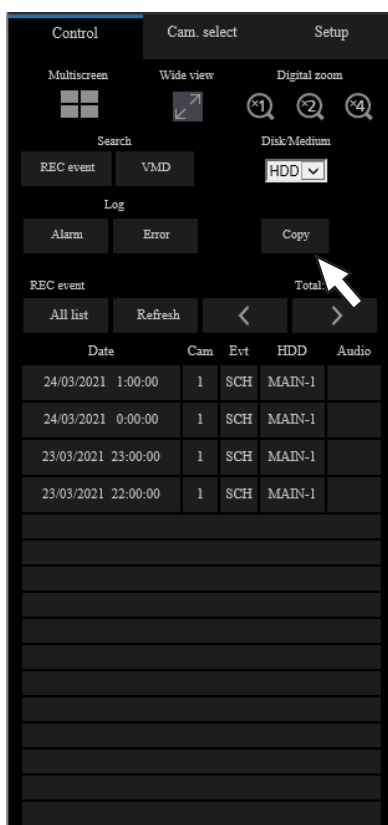 Control Cam. select Setup
Multiscreen Wide view Digital zoom
×1 ×2 ×4
Search Disk/Medium
REC event VMD HDD
Log
Alarm Error Copy
REC event Total:
All list Refresh < >
Date Cam Evt HDD Audio
24/03/2021 1:00:00 1 SCH MAIN-1
24/03/2021 0:00:00 1 SCH MAIN-1
23/03/2021 23:00:00 1 SCH MAIN-1
23/03/2021 22:00:00 1 SCH MAIN-1